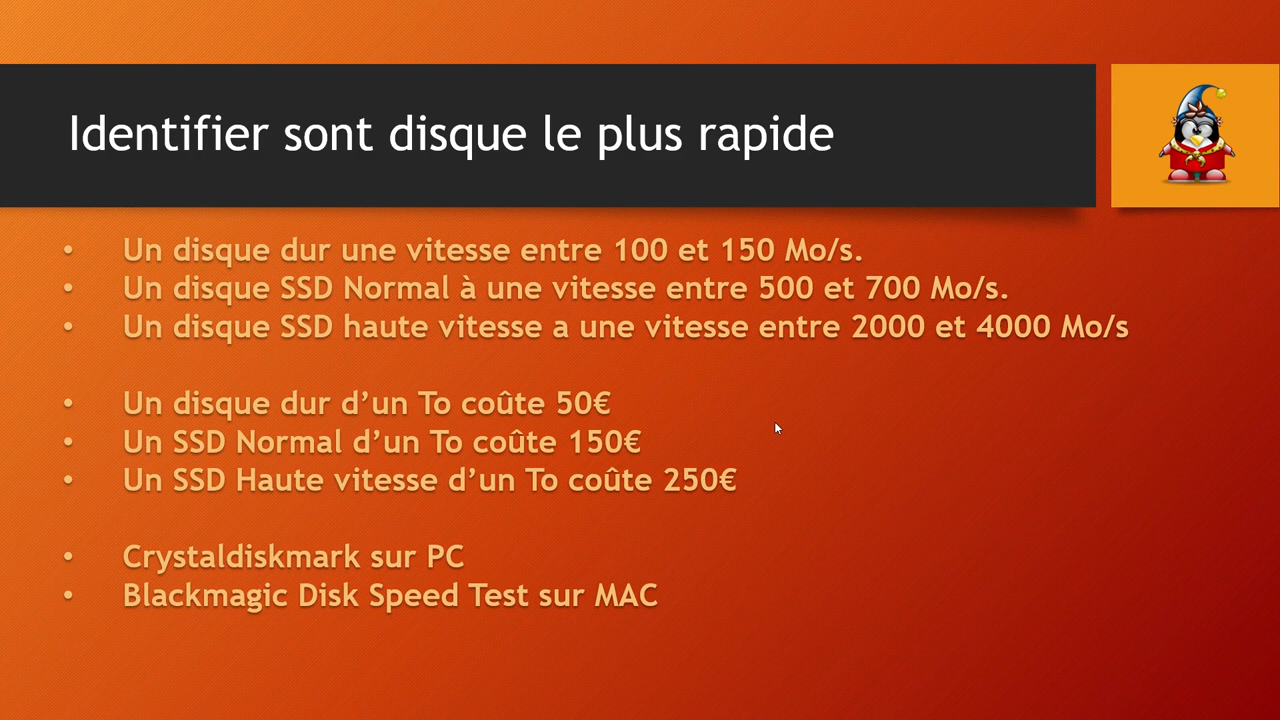 Identifier sont disque le plus rapide
• Un disque dur une vitesse entre 100 et 150 Mo/s.
• Un disque SSD Normal à une vitesse entre 500 et 700 Mo/s.
• Un disque SSD haute vitesse a une vitesse entre 2000 et 4000 Mo/s
• Un disque dur d’un To coûte 50€
• Un SSD Normal d’un To coûte 150€
• Un SSD Haute vitesse d’un To coûte 250€
• Crystaldiskmark sur PC
• Blackmagic Disk Speed Test sur MAC